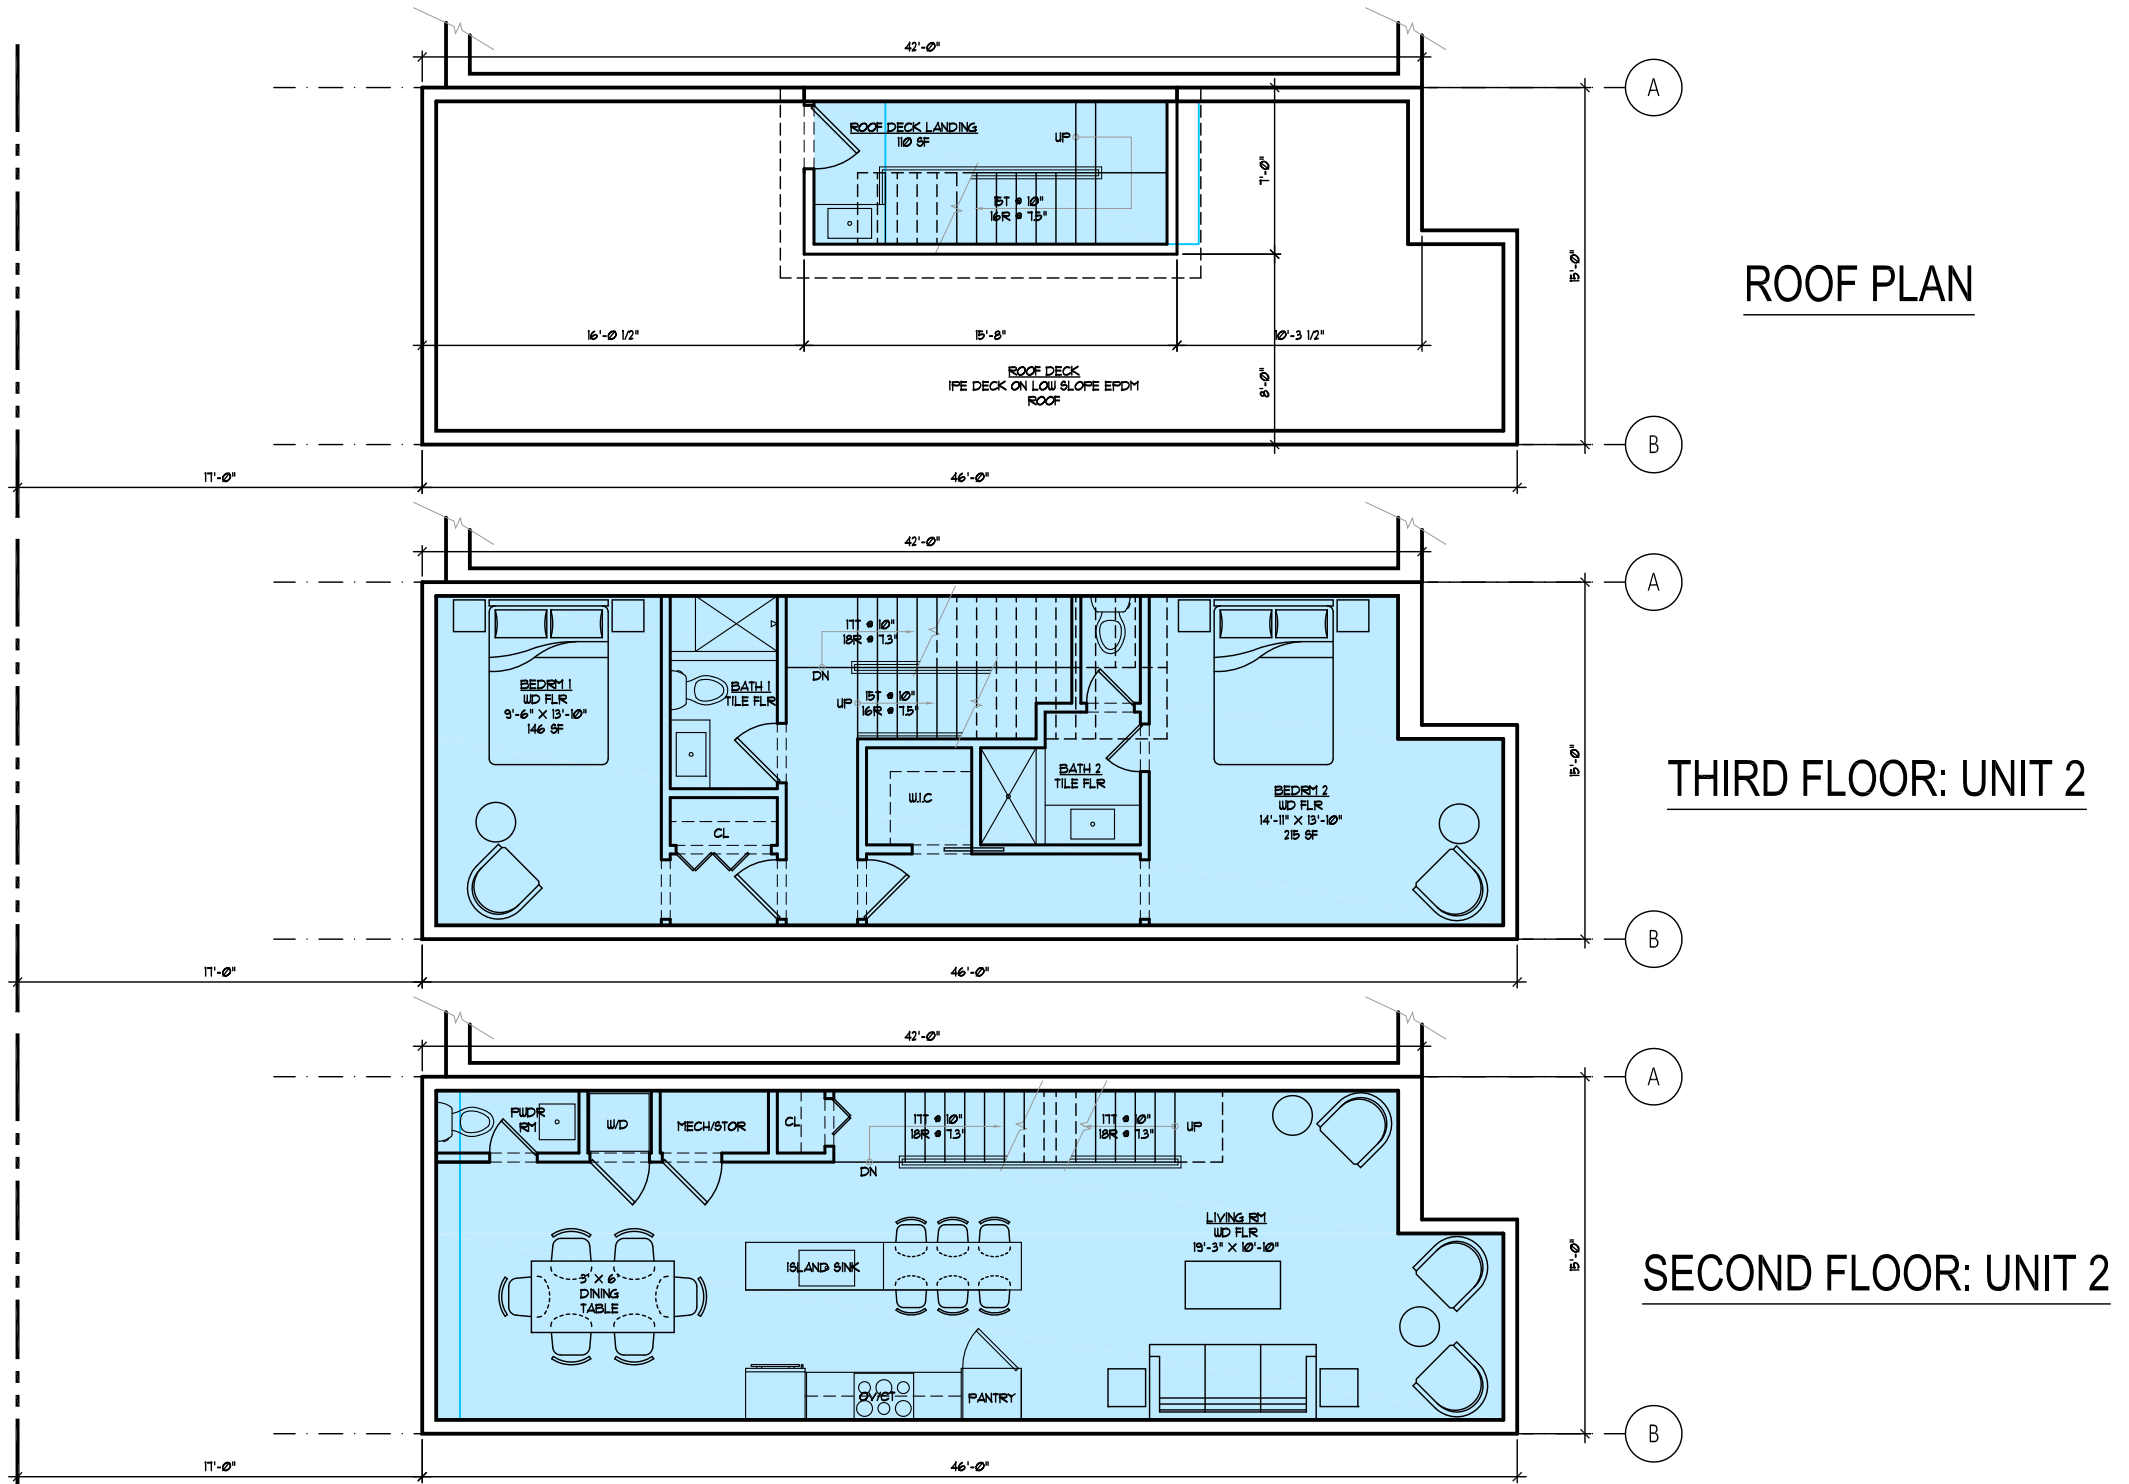 42'-0"
A
ROOF DECK LANDING
110 SF
UP
7'-0"
15T @ 10"
16R @ 7.5"
15'-0"
ROOF PLAN
16'-0 1/2"
15'-8"
10'-3 1/2"
ROOF DECK
IPE DECK ON LOW SLOPE EPDM
ROOF
8'-0"
B
17'-0"
46'-0"
42'-0"
A
17T @ 10"
18R @ 7.3"
DN
BEDRM 1
WD FLR
9'-6" X 13'-10"
146 SF
BATH 1
TILE FLR
UP
15T @ 10"
16R @ 7.5"
15'-0"
THIRD FLOOR: UNIT 2
BATH 2
TILE FLR
W.I.C
BEDRM 2
WD FLR
14'-11" X 13'-10"
215 SF
CL
B
17'-0"
46'-0"
42'-0"
A
PWDR
RM
W/D
MECH/STOR
CL
17T @ 10"
18R @ 7.3"
17T @ 10"
18R @ 7.3"
UP
DN
LIVING RM
WD FLR
19'-3" X 10'-10"
15'-0"
SECOND FLOOR: UNIT 2
ISLAND SINK
3' X 6'
DINING
TABLE
OV/CT
PANTRY
B
17'-0"
46'-0"